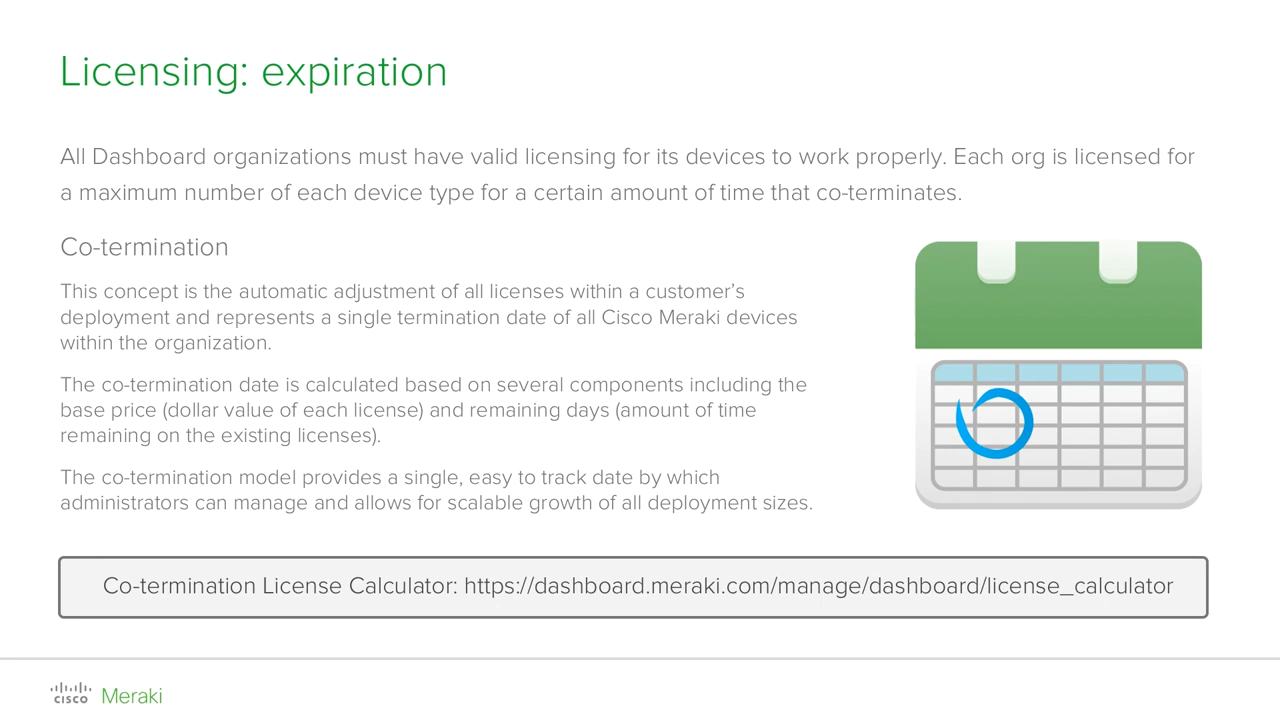 Licensing: expiration
All Dashboard organizations must have valid licensing for its devices to work properly. Each org is licensed for
a maximum number of each device type for a certain amount of time that co-terminates.
Co-termination
This concept is the automatic adjustment of all licenses within a customer’s
deployment and represents a single termination date of all Cisco Meraki devices
within the organization.
The co-termination date is calculated based on several components including the
base price (dollar value of each license) and remaining days (amount of time
remaining on the existing licenses).
The co-termination model provides a single, easy to track date by which
administrators can manage and allows for scalable growth of all deployment sizes.
Co-termination License Calculator: https://dashboard.meraki.com/manage/dashboard/license_calculator
cisco Meraki